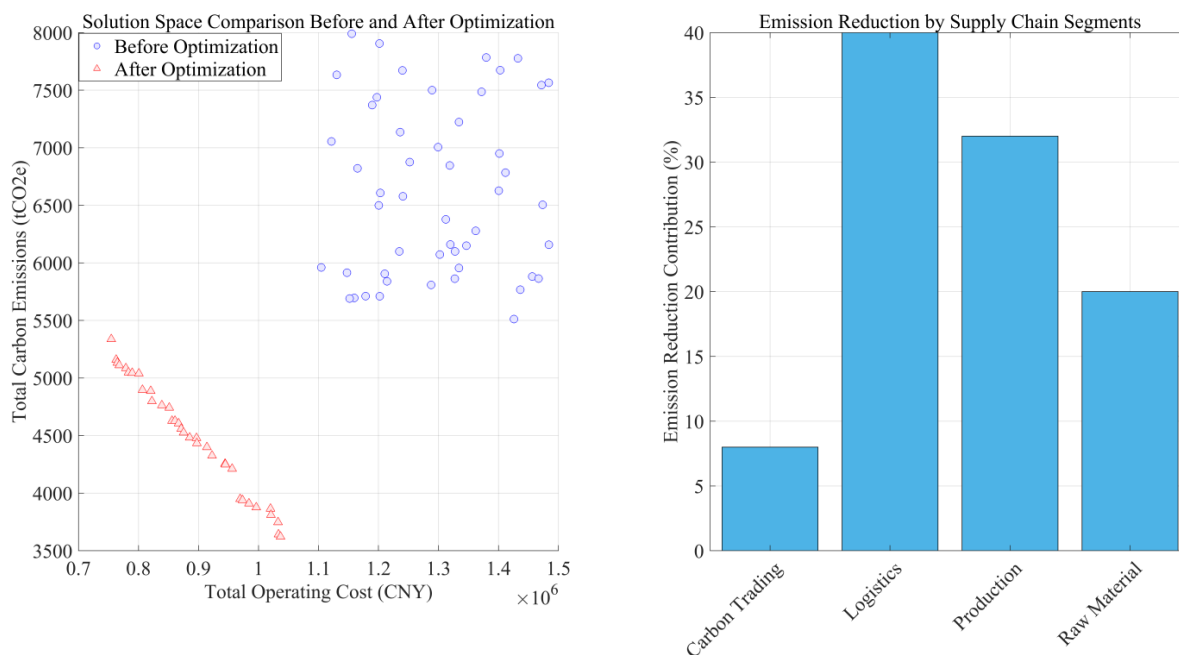 Solution Space Comparison Before and After Optimization
8000
7500
7000
6500
6000
5500
5000
4500
4000
3500
Total Carbon Emissions (tCO2e)
Before Optimization
After Optimization
0.7 0.8 0.9 1 1.1 1.2 1.3 1.4 1.5
Total Operating Cost (CNY)
×10⁶
Emission Reduction by Supply Chain Segments
40
35
30
25
20
15
10
5
0
Emission Reduction Contribution (%)
Carbon Trading
Logistics
Production
Raw Material